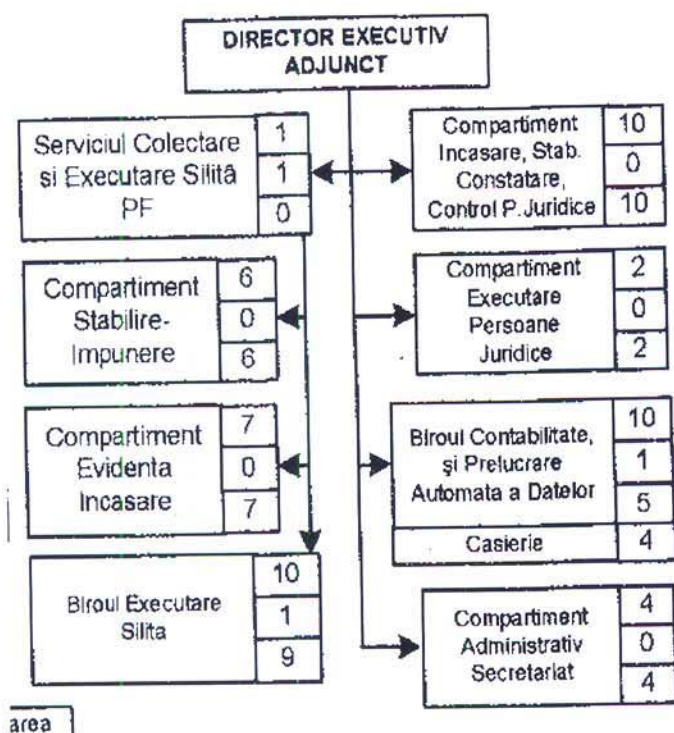 DIRECTOR EXECUTIV
ADJUNCT
Serviciul Colectare
si Executare Silită
PF
1
1
0
Compartiment
Incasare, Stab.
Constatare,
Control P. Juridice
10
0
10
Compartiment
Stabilire-
Impunere
6
0
6
Compartiment
Executare
Persoane
Juridice
2
0
2
Compartiment
Evidenta
Incasare
7
0
7
Biroul Contabilitate,
şi Prelucrare
Automata a Datelor
10
1
5
Casierie
4
Biroul Executare
Silita
10
1
9
Compartiment
Administrativ
Secretariat
4
0
4
area